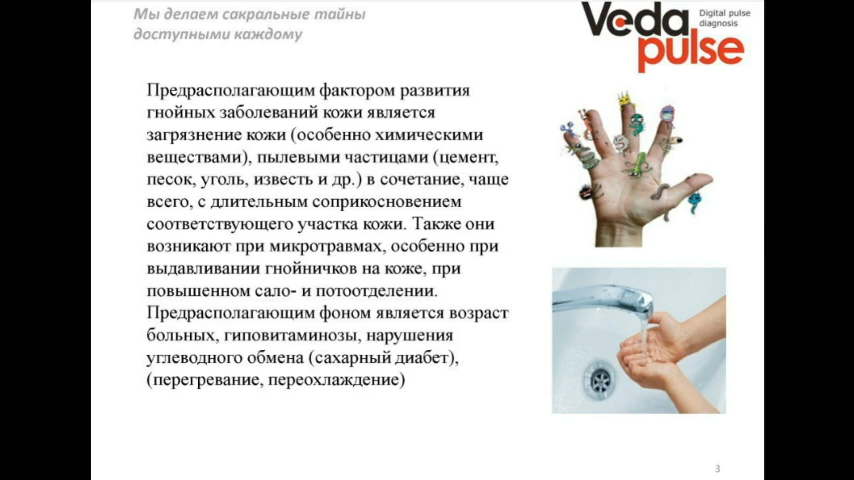 Мы делаем сакральные тайны
доступными каждому
Veda pulse
Digital pulse
diagnosis
Предрасполагающим фактором развития
гнойных заболеваний кожи является
загрязнение кожи (особенно химическими
веществами), пылевыми частицами (цемент,
песок, уголь, известь и др.) в сочетание, чаще
всего, с длительным соприкосновением
соответствующего участка кожи. Также они
возникают при микротравмах, особенно при
выдавливании гнойничков на коже, при
повышенном сало- и потоотделении.
Предрасполагающим фоном является возраст
больных, гиповитаминозы, нарушения
углеводного обмена (сахарный диабет),
(перегревание, переохлаждение)
3